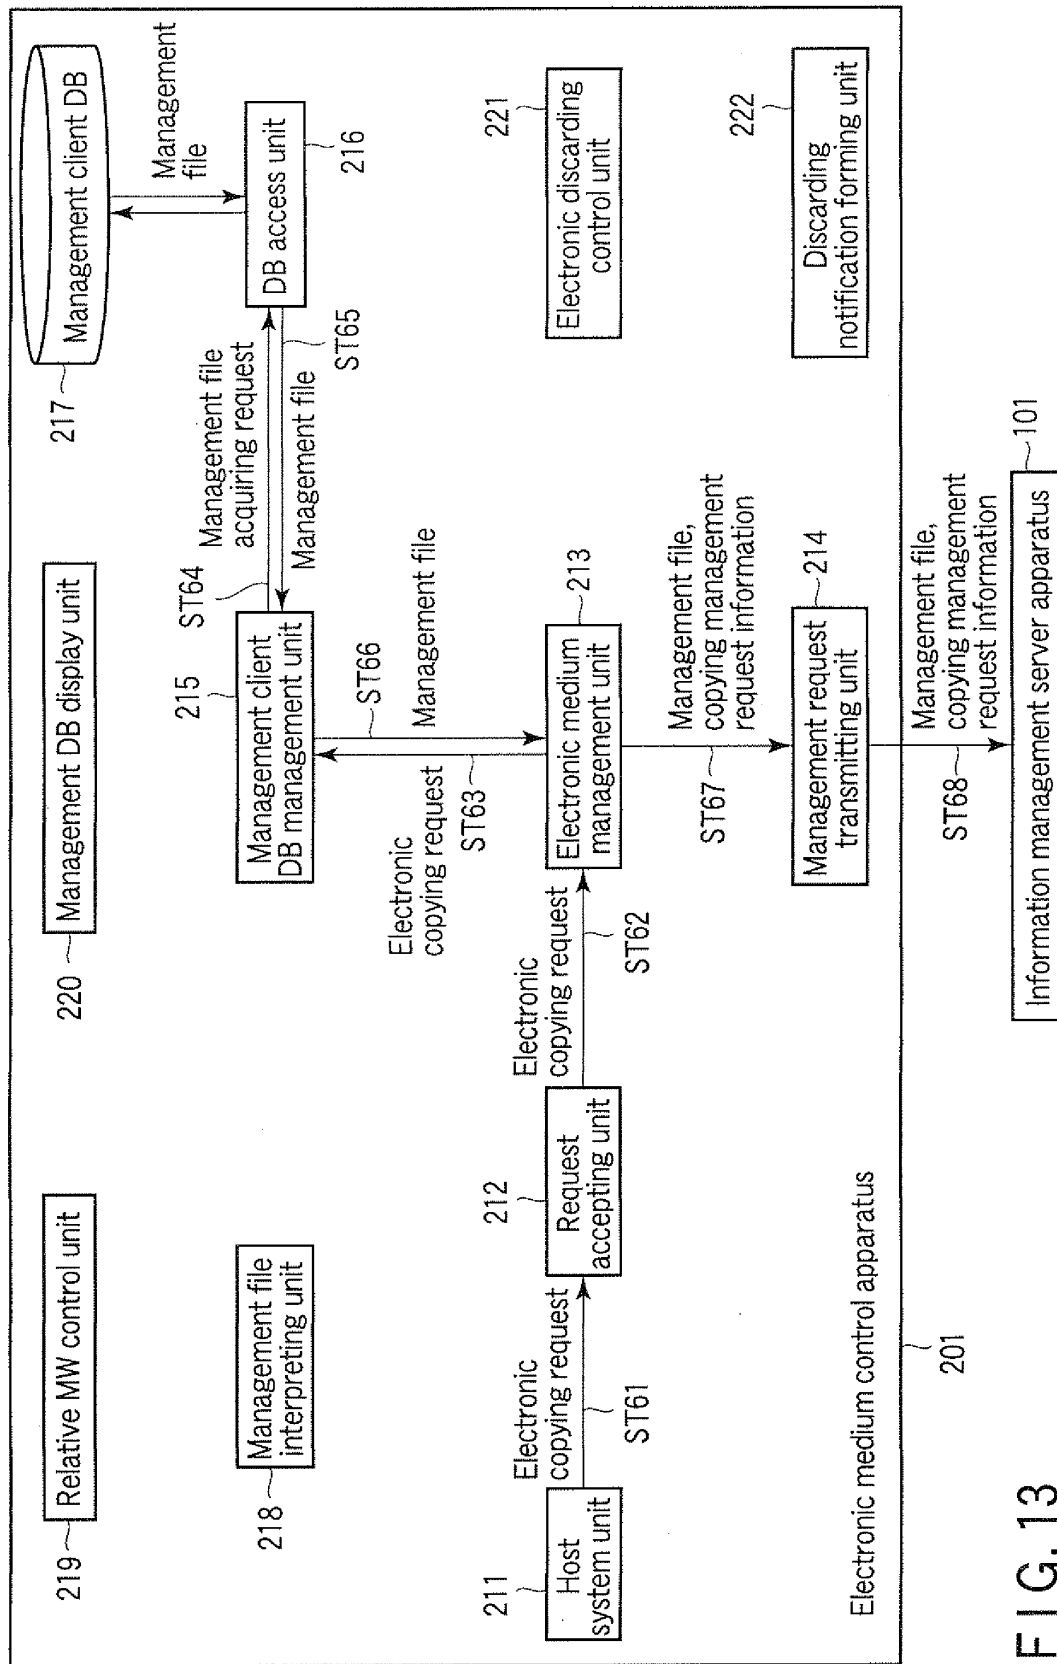 219
Relative MW control unit
220
Management DB display unit
217
Management client DB
Management
file
218
Management file
interpreting unit
215
Management client
DB management unit
ST64
Management file
acquiring request
Management file
ST65
DB access unit
216
Electronic
copying request
ST63
ST66
Management file
211
Host
system unit
Electronic
copying request
ST61
212
Request
accepting unit
Electronic
copying request
ST62
Electronic medium
management unit
213
Electronic discarding
control unit
221
ST67
Management file,
copying management
request information
Management request
transmitting unit
214
Discarding
notification forming unit
222
Electronic medium control apparatus
201
ST68
Management file,
copying management
request information
Information management server apparatus
101
FIG. 13